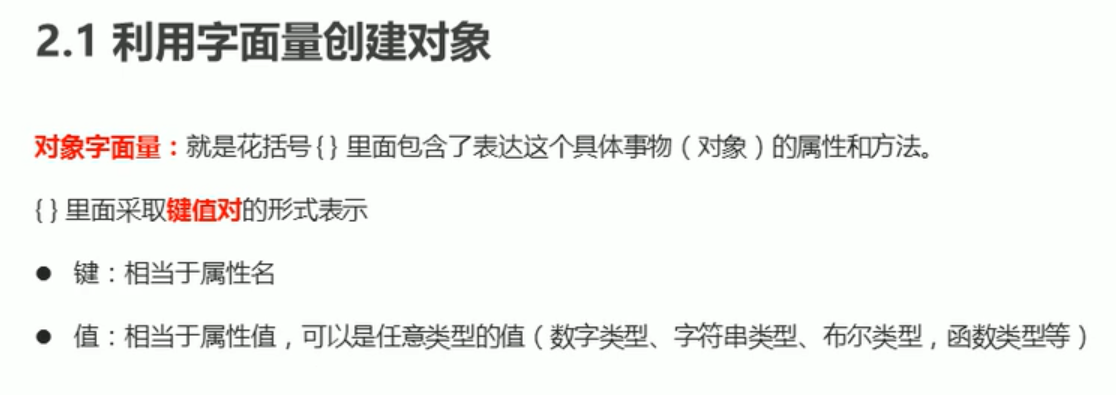 2.1 利用字面量创建对象
对象字面量：就是花括号 { } 里面包含了表达这个具体事物（对象）的属性和方法。
{ } 里面采取键值对的形式表示
● 键：相当于属性名
● 值：相当于属性值，可以是任意类型的值（数字类型、字符串类型、布尔类型，函数类型等）